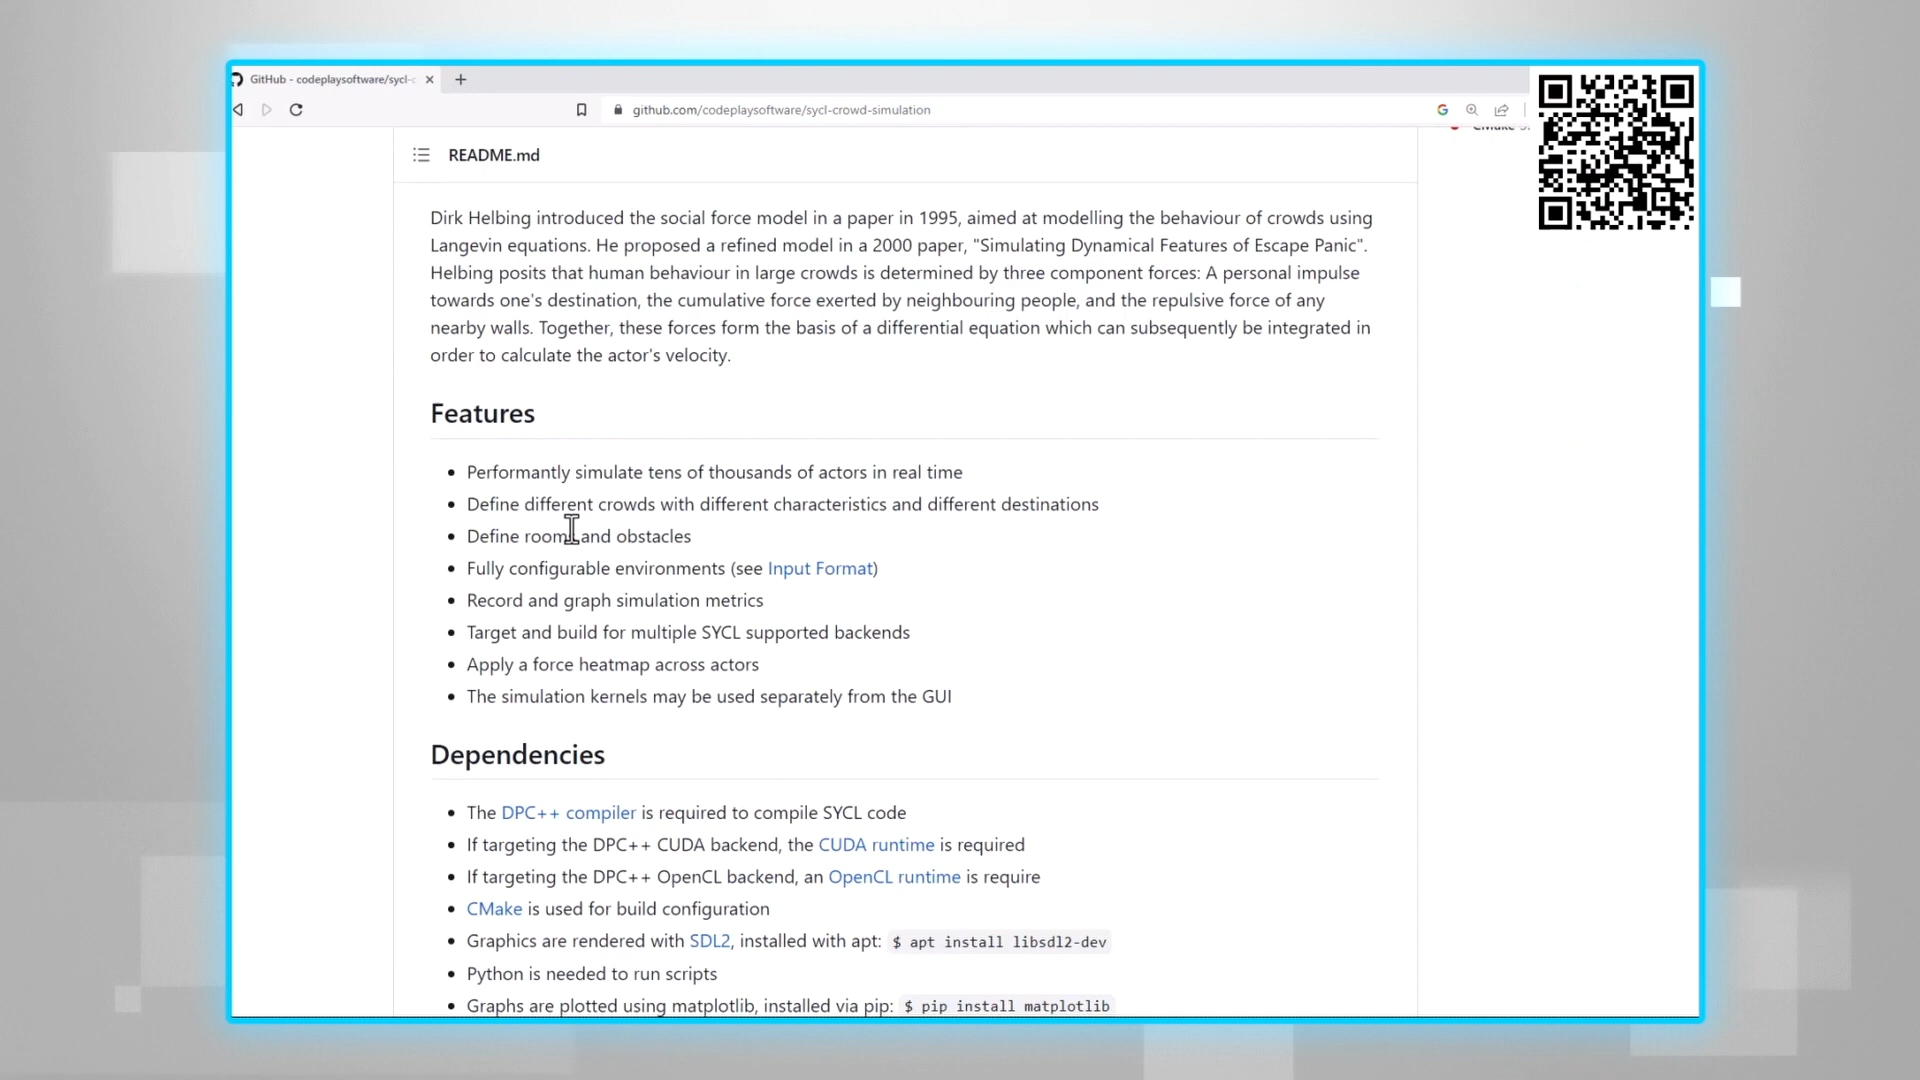 GitHub - codeplaysoftware/sycl-c
github.com/codeplaysoftware/sycl-crowd-simulation
README.md
Dirk Helbing introduced the social force model in a paper in 1995, aimed at modelling the behaviour of crowds using
Langevin equations. He proposed a refined model in a 2000 paper, "Simulating Dynamical Features of Escape Panic".
Helbing posits that human behaviour in large crowds is determined by three component forces: A personal impulse
towards one's destination, the cumulative force exerted by neighbouring people, and the repulsive force of any
nearby walls. Together, these forces form the basis of a differential equation which can subsequently be integrated in
order to calculate the actor's velocity.
Features
• Performantly simulate tens of thousands of actors in real time
• Define different crowds with different characteristics and different destinations
• Define rooms and obstacles
• Fully configurable environments (see Input Format)
• Record and graph simulation metrics
• Target and build for multiple SYCL supported backends
• Apply a force heatmap across actors
• The simulation kernels may be used separately from the GUI
Dependencies
• The DPC++ compiler is required to compile SYCL code
• If targeting the DPC++ CUDA backend, the CUDA runtime is required
• If targeting the DPC++ OpenCL backend, an OpenCL runtime is require
• CMake is used for build configuration
• Graphics are rendered with SDL2, installed with apt: $ apt install libsdl2-dev
• Python is needed to run scripts
• Graphs are plotted using matplotlib, installed via pip: $ pip install matplotlib